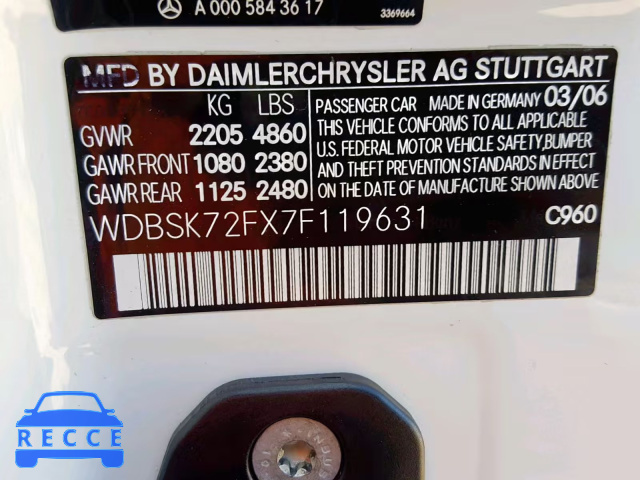 A 000 584 36 17
3369664
MFD BY DAIMLERCHRYSLER AG STUTTGART
KG LBS
GVWR 2205 4860
GAWR FRONT 1080 2380
GAWR REAR 1125 2480
PASSENGER CAR MADE IN GERMANY 03/06
THIS VEHICLE CONFORMS TO ALL APPLICABLE
U.S. FEDERAL MOTOR VEHICLE SAFETY,BUMPER
AND THEFT PREVENTION STANDARDS IN EFFECT
ON THE DATE OF MANUFACTURE SHOWN ABOVE.
WDBSK72FX7F119631
C960
RECCE